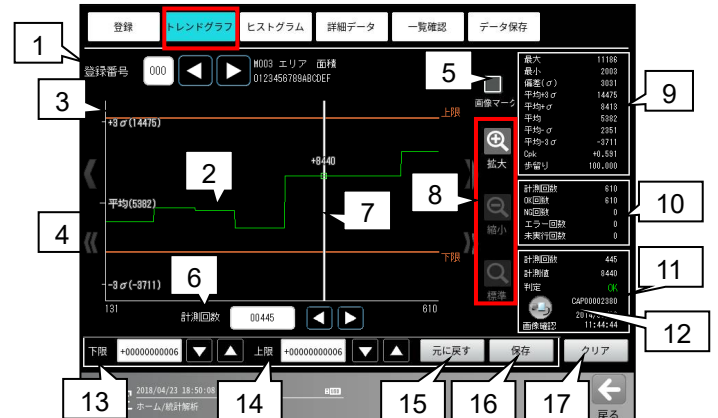 登録
トレンドグラフ
ヒストグラム
詳細データ
一覧確認
データ保存
1
登録番号
000
M003 エリア 面積
0123456789ABCDEF
5
画像マーク
3
+3σ(14475)
上限
+8440
2
平均(5382)
7
4
下限
-3σ(-3711)
6
131
610
計測回数
00445
8
拡大
縮小
標準
最大 11186
最小 2003
偏差(σ) 3031
平均+3σ 14475
平均+σ 8413
平均 5382
平均-σ 2351
平均-3σ -3711
Cpk +0.591
歩留り 100.000
9
計測回数 610
OK回数 610
NG回数 0
エラー回数 0
未実行回数 0
10
計測回数 445
計測値 8440
判定 OK
11
CAP00002380
画像確認
11:44:44
12
下限
+00000000006
上限
+00000000006
元に戻す
保存
クリア
13
14
15
16
17
2018/04/23 18:50:08
ホーム/統計解析
戻る